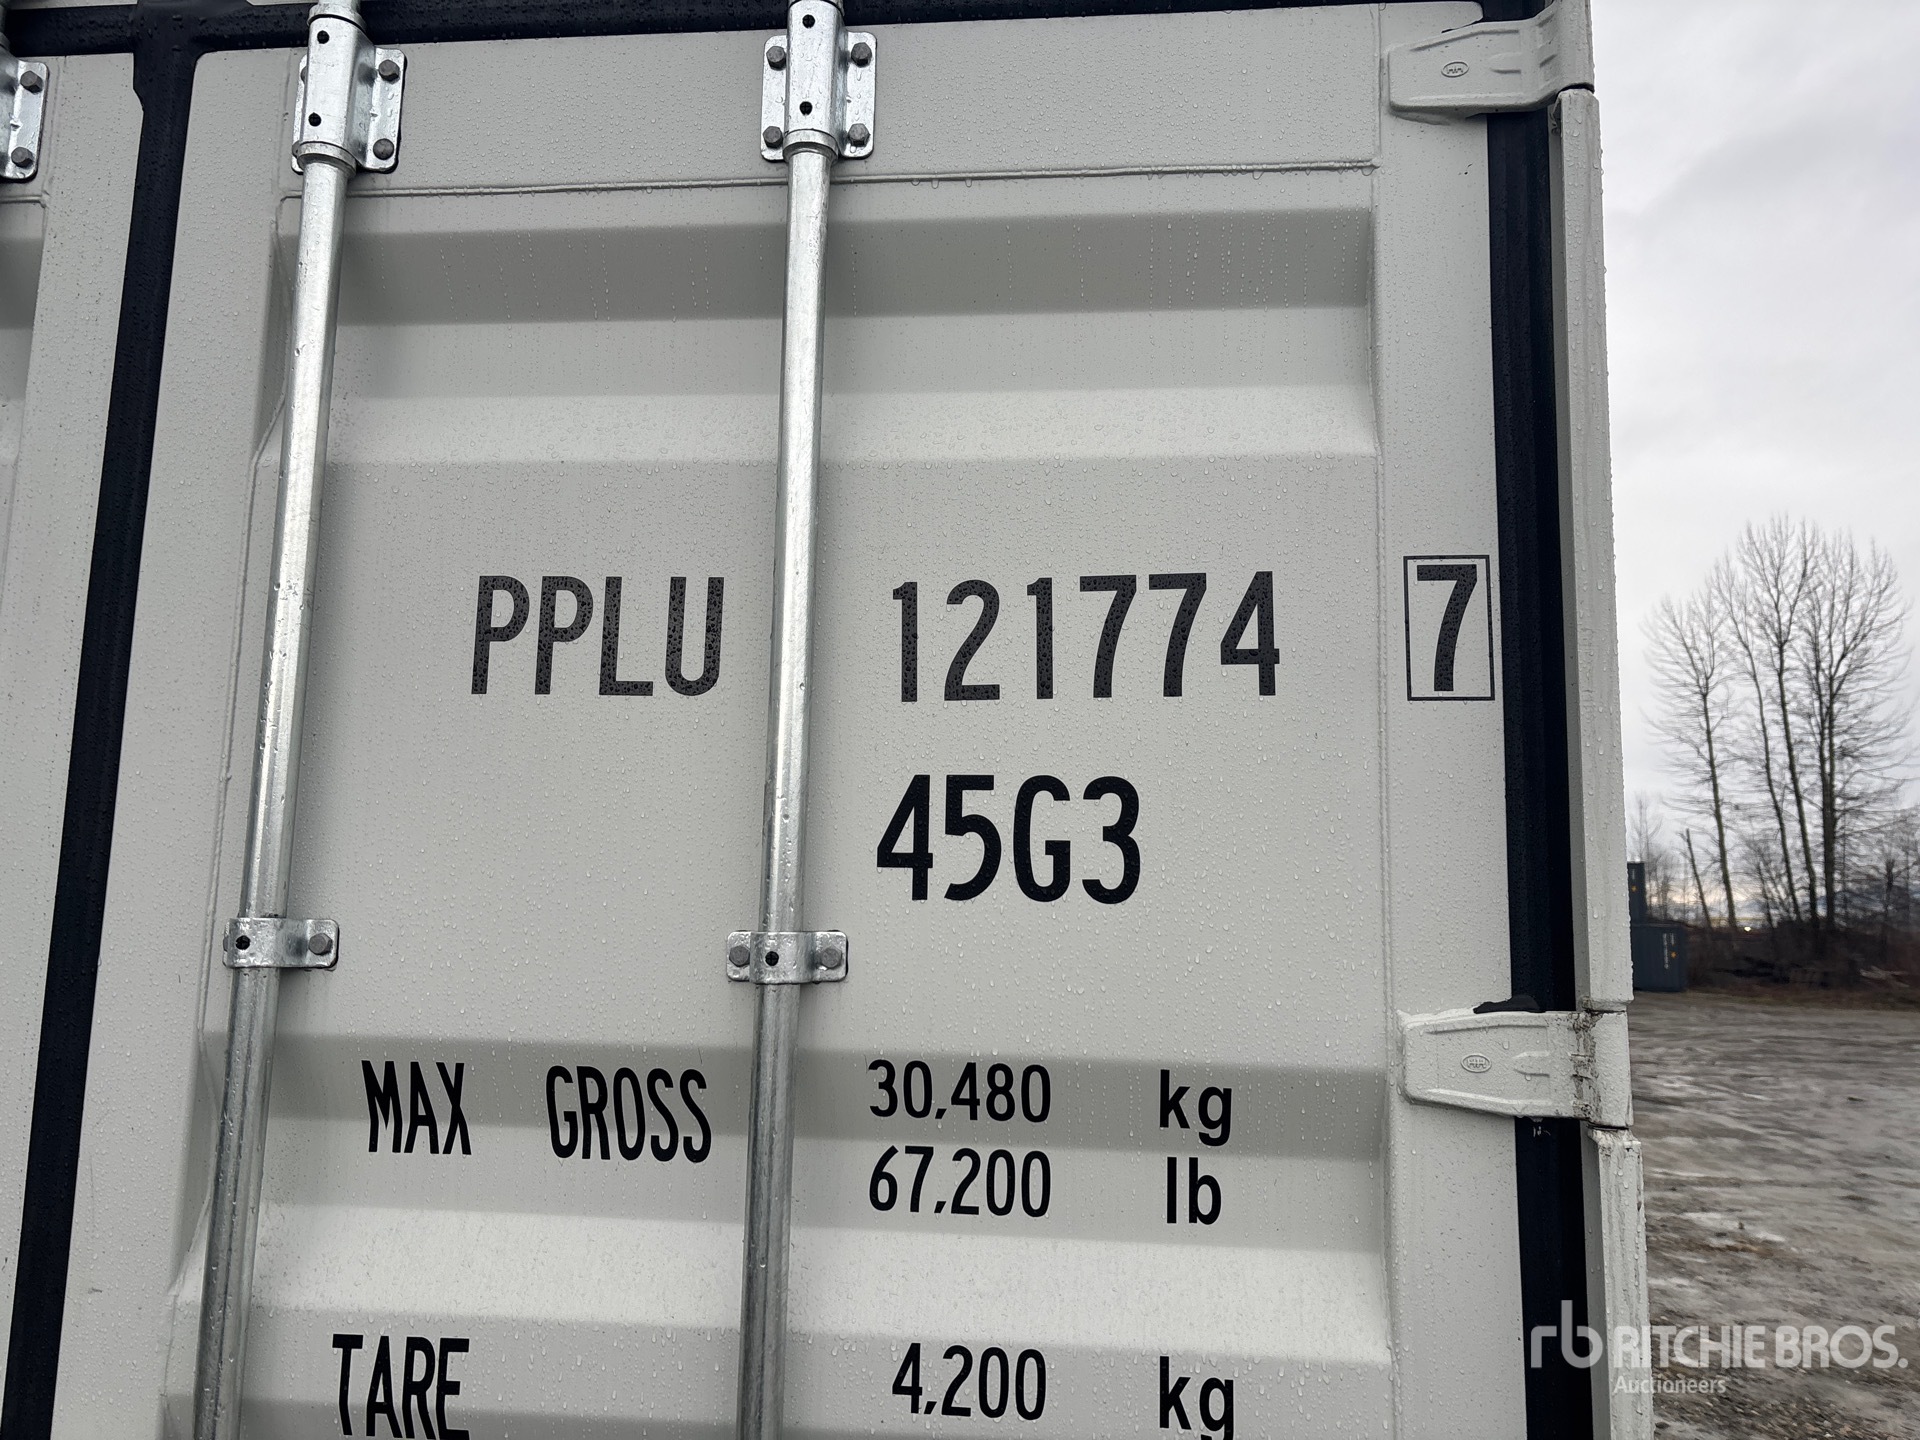 PPLU 121774 7
45G3
MAX GROSS 30,480 kg
67,200 lb
TARE 4,200 kg
rb RITCHIE BROS.
Auctioneers